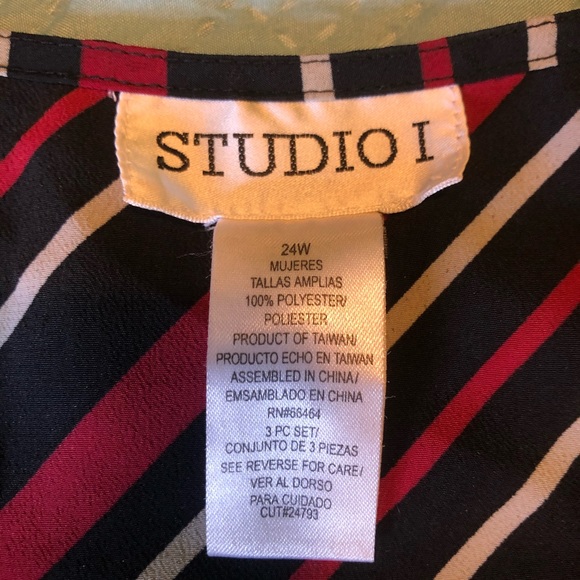 STUDIO I
24W
MUJERES
TALLAS AMPLIAS
100% POLYESTER/
POLIESTER
PRODUCT OF TAIWAN/
PRODUCTO ECHO EN TAIWAN
ASSEMBLED IN CHINA/
EMSAMBLADO EN CHINA
RN#66464
3 PC SET/
CONJUNTO DE 3 PIEZAS
SEE REVERSE FOR CARE/
VER AL DORSO
PARA CUIDADO
CUT#24793